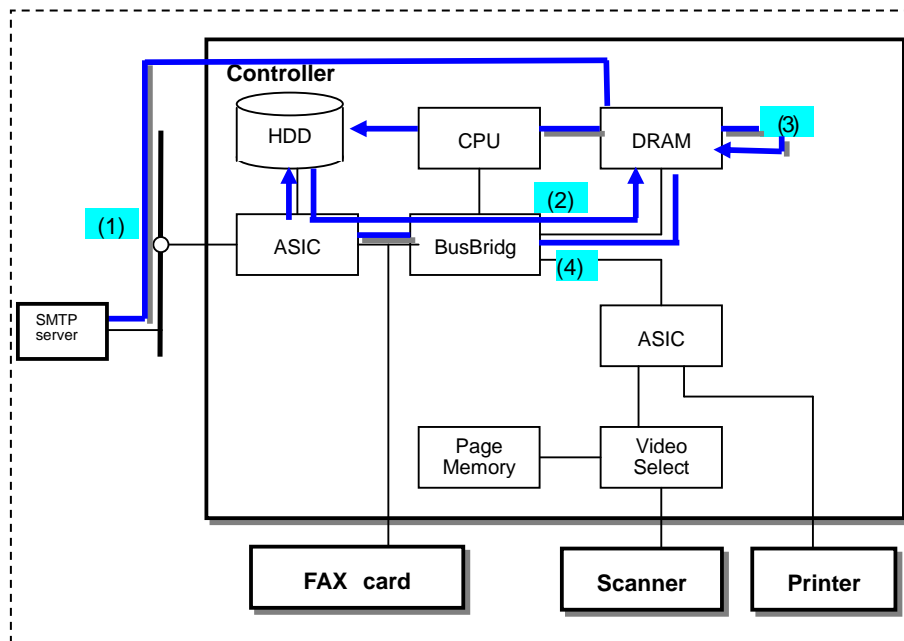 Controller
HDD
CPU
DRAM
(3)
(1)
(2)
ASIC
BusBridg
(4)
SMTP
server
ASIC
Page
Memory
Video
Select
FAX card
Scanner
Printer